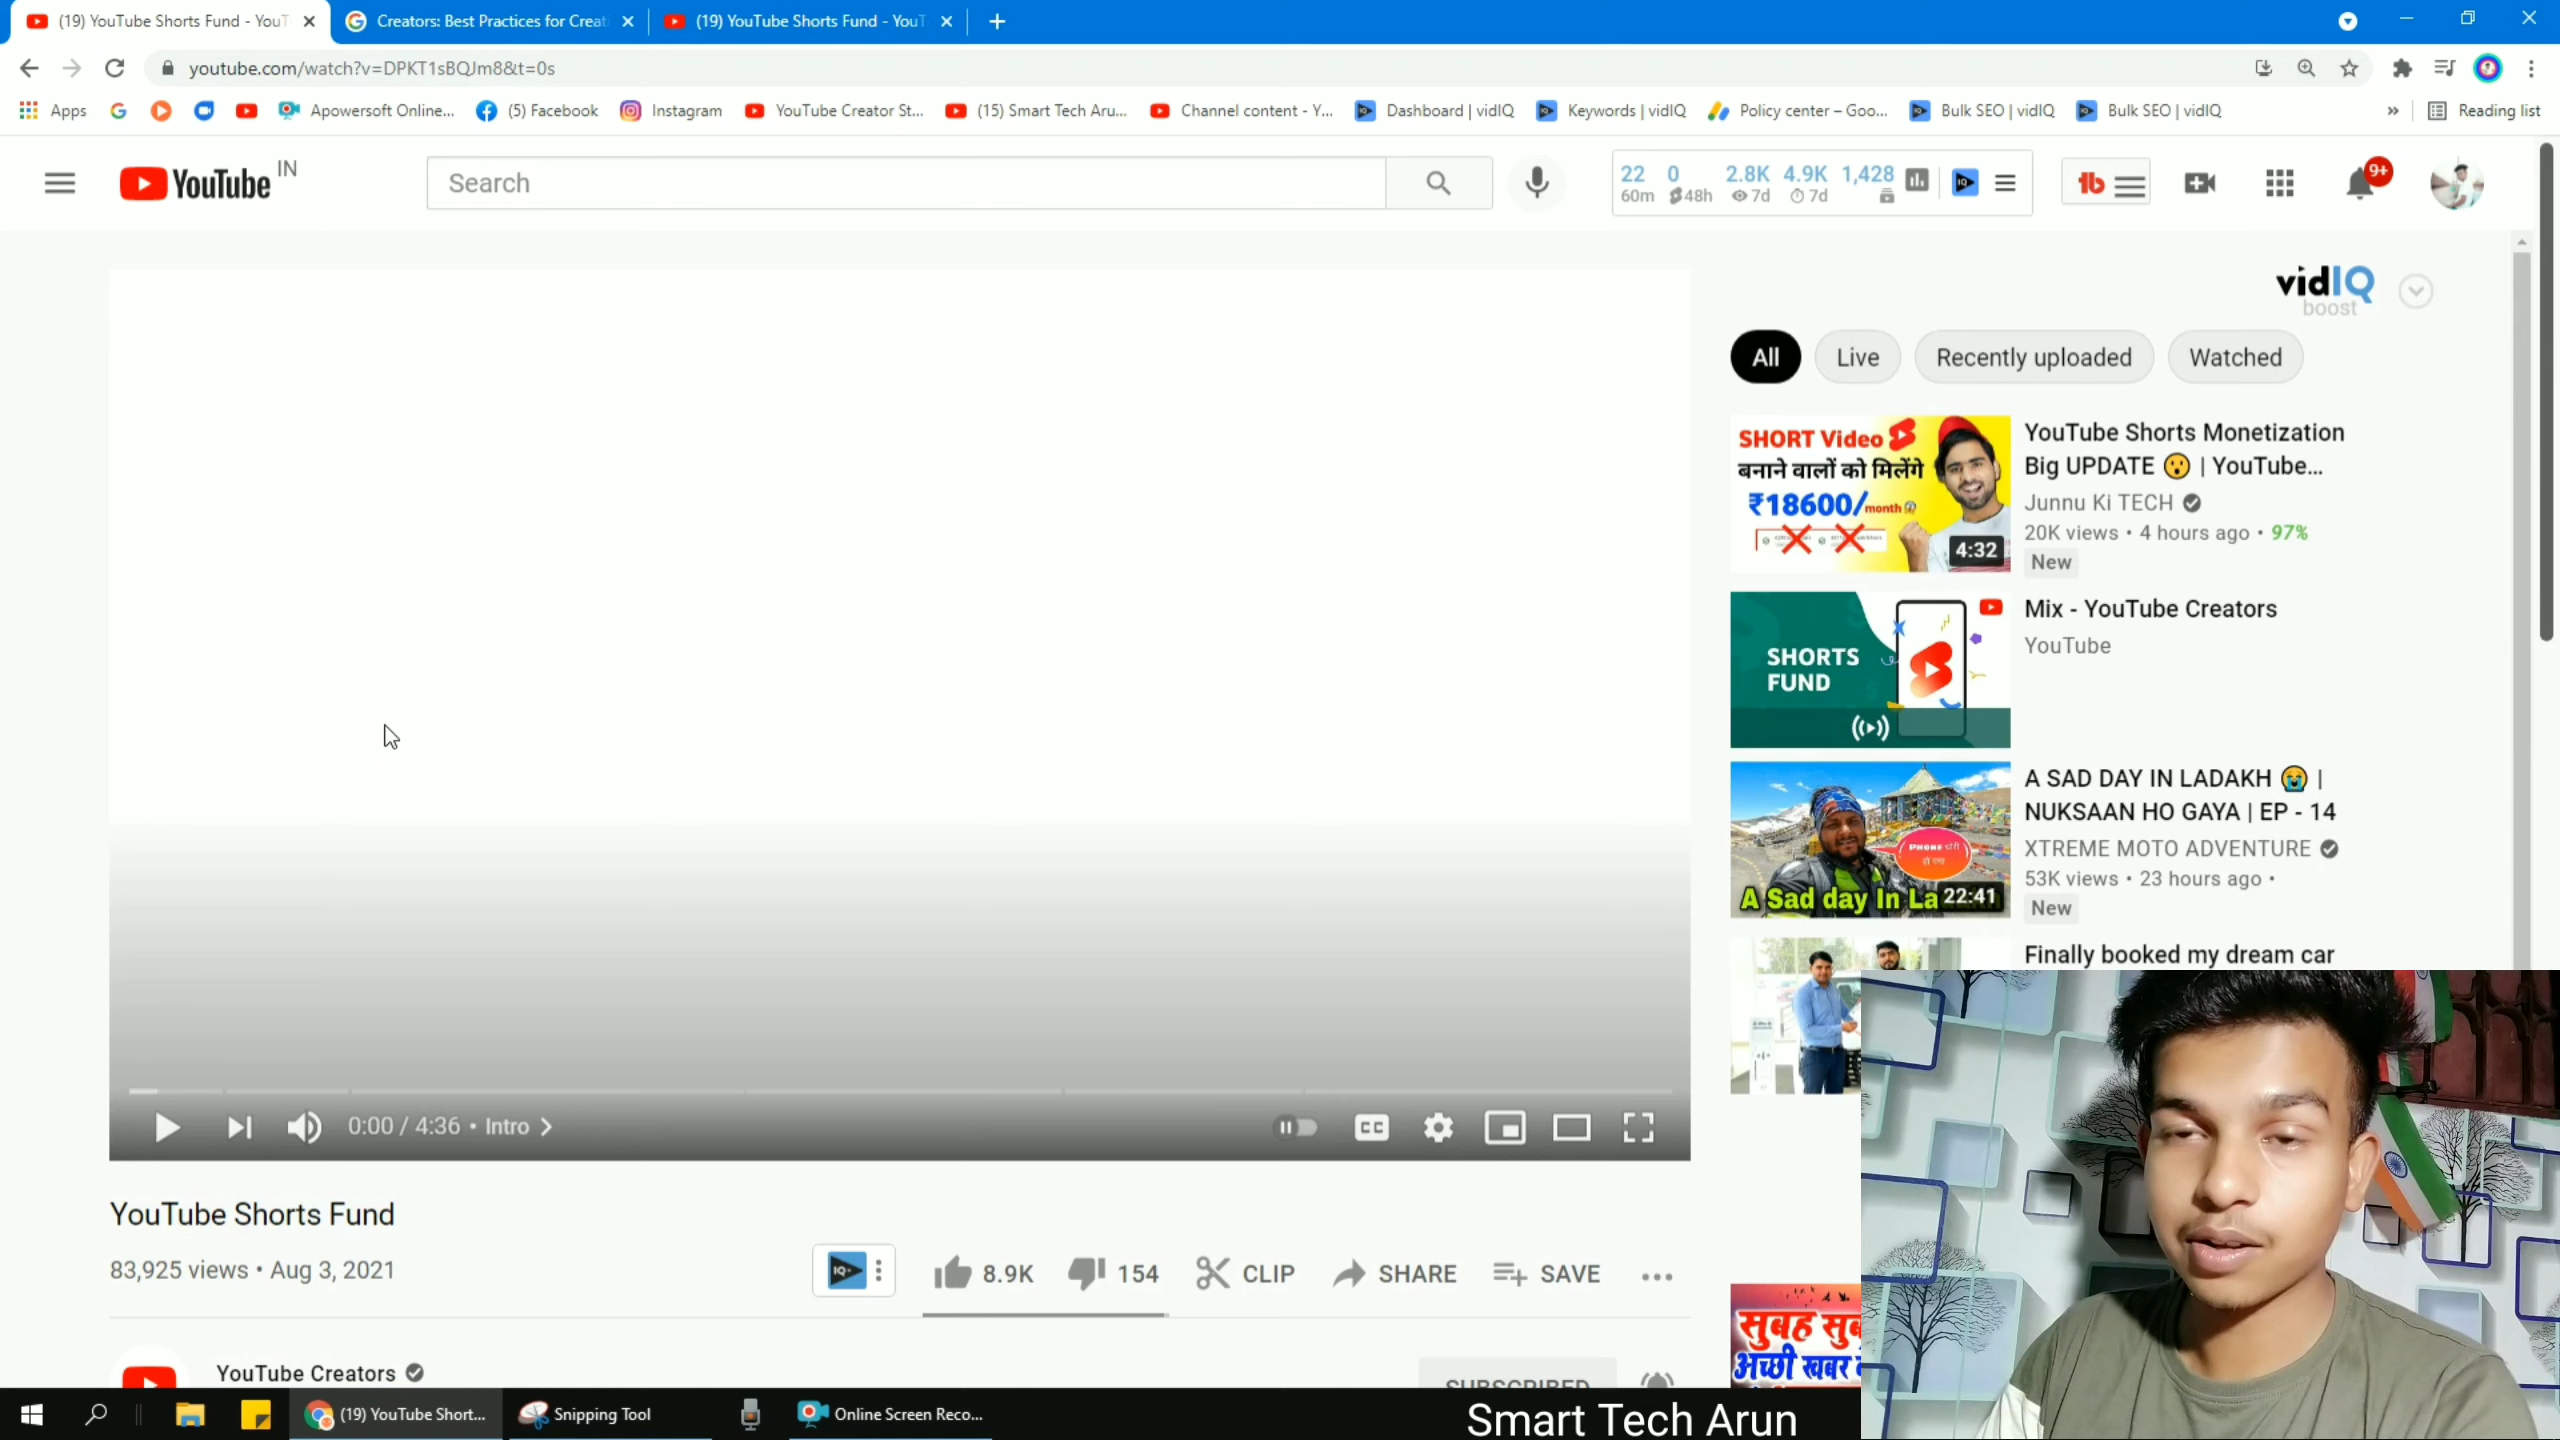 (19) YouTube Shorts Fund - YouT
Creators: Best Practices for Creat
(19) YouTube Shorts Fund - YouT
youtube.com/watch?v=DPKT1sBQJm8&t=0s
Apps
Apowersoft Online...
(5) Facebook
Instagram
YouTube Creator St...
(15) Smart Tech Aru...
Channel content - Y...
Dashboard | vidIQ
Keywords | vidIQ
Policy center – Goo...
Bulk SEO | vidIQ
Bulk SEO | vidIQ
»
Reading list
YouTube IN
Search
22 0 2.8K 4.9K 1,428
60m 48h 7d 7d
9+
vidIQ
boost
All Live Recently uploaded Watched
SHORT Video
बनाने वालों को मिलेंगे
₹18600/month
4:32
YouTube Shorts Monetization
Big UPDATE 😮 | YouTube...
Junnu Ki TECH
20K views • 4 hours ago • 97%
New
SHORTS
FUND
Mix - YouTube Creators
YouTube
PHONE चोरी
हो गया
A Sad day In La
22:41
A SAD DAY IN LADAKH 😭 |
NUKSAAN HO GAYA | EP - 14
XTREME MOTO ADVENTURE
53K views • 23 hours ago •
New
Finally booked my dream car
0:00 / 4:36 • Intro
CC
YouTube Shorts Fund
83,925 views • Aug 3, 2021
IQ
8.9K
154
CLIP
SHARE
SAVE
YouTube Creators
SUBSCRIBED
सुबह सु
अच्छी खबर
(19) YouTube Short...
Snipping Tool
Online Screen Reco...
Smart Tech Arun